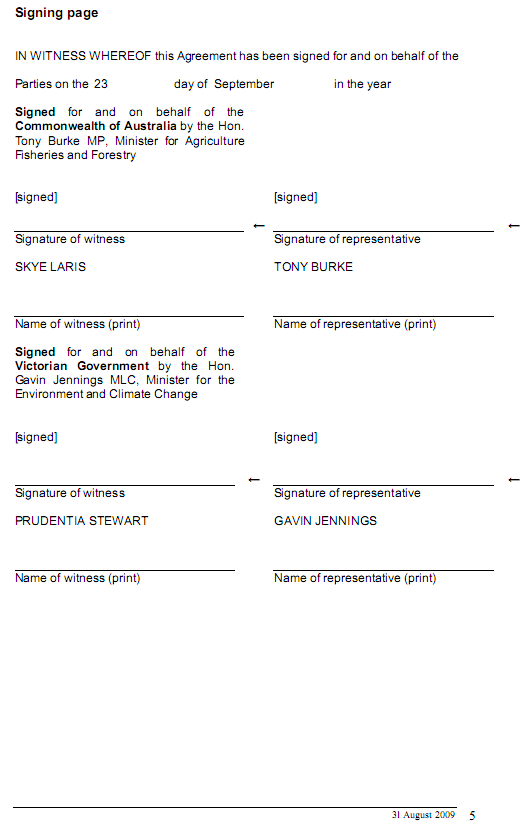 Signing page
IN WITNESS WHEREOF this Agreement has been signed for and on behalf of the
Parties on the 23 day of September in the year
Signed for and on behalf of the
Commonwealth of Australia by the Hon.
Tony Burke MP, Minister for Agriculture
Fisheries and Forestry
[signed] [signed]
← ←
Signature of witness Signature of representative
SKYE LARIS TONY BURKE
Name of witness (print) Name of representative (print)
Signed for and on behalf of the
Victorian Government by the Hon.
Gavin Jennings MLC, Minister for the
Environment and Climate Change
[signed] [signed]
← ←
Signature of witness Signature of representative
PRUDENTIA STEWART GAVIN JENNINGS
Name of witness (print) Name of representative (print)
31 August 2009 5